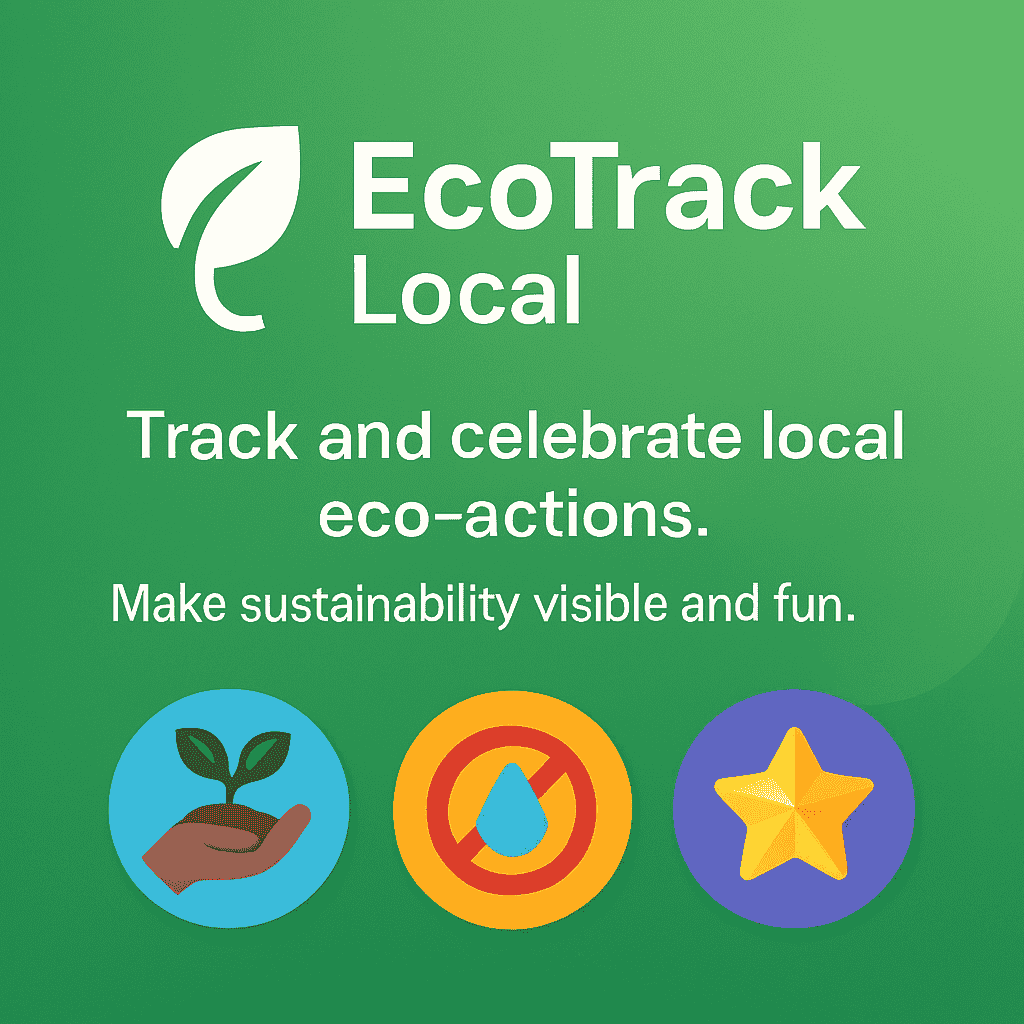 EcoTrack
Local
Track and celebrate local
eco-actions.
Make sustainability visible and fun.